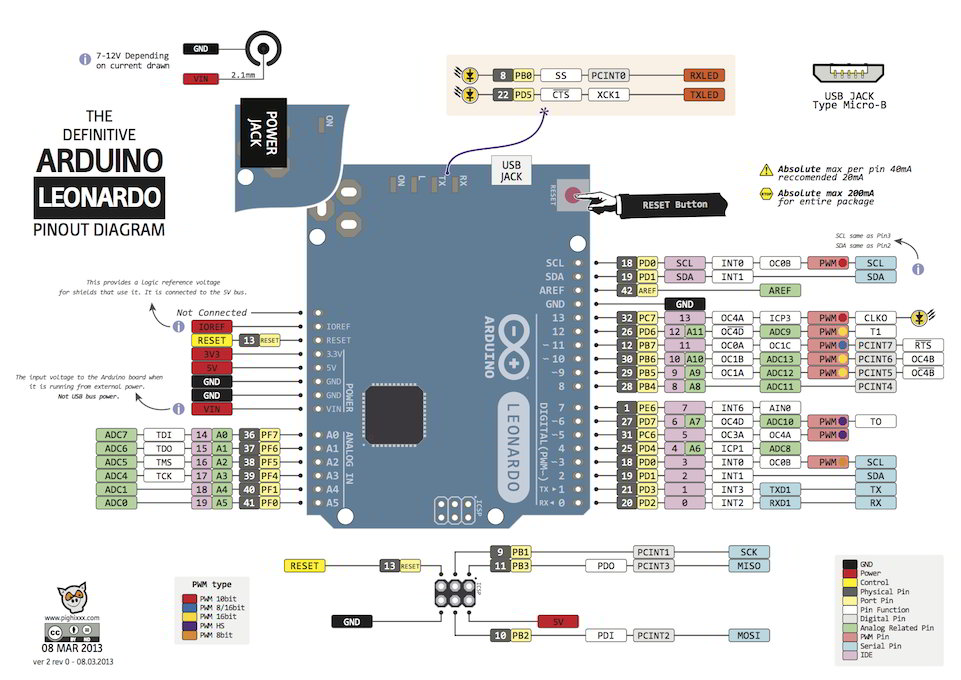 7-12V Depending
on current drawn
GND
VIN
2.1mm
THE
DEFINITIVE
ARDUINO
LEONARDO
PINOUT DIAGRAM
POWER
JACK
ON
8 PB0 SS PCINT0 RXLED
22 PD5 CTS XCK1 TXLED
USB JACK
Type Micro-B
ON L TX RX
USB
JACK
RESET
RESET Button
Absolute max per pin 40mA
reccomended 20mA
Absolute max 200mA
for entire package
SCL same as Pin3
SDA same as Pin2
This provides a logic reference voltage
for shields that use it. It is connected to the 5V bus.
Not Connected
IOREF IOREF
RESET 13 RESET RESET
3V3 3.3V
5V 5V
GND GND
GND GND
VIN VIN
POWER
The input voltage to the Arduino board when
it is running from external power.
Not USB bus power.
ADC7 TDI 14 A0 36 PF7 A0
ADC6 TDO 15 A1 37 PF6 A1
ADC5 TMS 16 A2 38 PF5 A2
ADC4 TCK 17 A3 39 PF4 A3
ADC1 18 A4 40 PF1 A4
ADC0 19 A5 41 PF0 A5
ANALOG IN
ARDUINO
LEONARDO
DIGITAL(PWM~)
ICSP
SCL 18 PD0 SCL INT0 OC0B PWM SCL
SDA 19 PD1 SDA INT1 SDA
AREF 42 AREF AREF
GND GND
13 32 PC7 13 OC4A ICP3 PWM CLKO
12 26 PD6 12 A11 OC4D ADC9 PWM T1
~11 12 PB7 11 OC0A OC1C PWM PCINT7 RTS
~10 30 PB6 10 A10 OC1B ADC13 PWM PCINT6 OC4B
~9 29 PB5 9 A9 OC1A ADC12 PWM PCINT5 OC4B
8 28 PB4 8 A8 ADC11 PCINT4
7 1 PE6 7 INT6 AIN0
~6 27 PD7 6 A7 OC4D ADC10 PWM TO
~5 31 PC6 5 OC3A OC4A PWM
4 25 PD4 4 A6 ICP1 ADC8
~3 18 PD0 3 INT0 OC0B PWM SCL
2 19 PD1 2 INT1 SDA
TX 1 21 PD3 1 INT3 TXD1 TX
RX 0 20 PD2 0 INT2 RXD1 RX
9 PB1 PCINT1 SCK
RESET 13 RESET 11 PB3 PDO PCINT3 MISO
ICSP
GND 5V
10 PB2 PDI PCINT2 MOSI
www.pighixxx.com
cc BY ND
08 MAR 2013
ver 2 rev 0 - 08.03.2013
PWM type
PWM 10bit
PWM 8/16bit
PWM 16bit
PWM HS
PWM 8bit
GND
Power
Control
Physical Pin
Port Pin
Pin Function
Digital Pin
Analog Related Pin
PWM Pin
Serial Pin
IDE